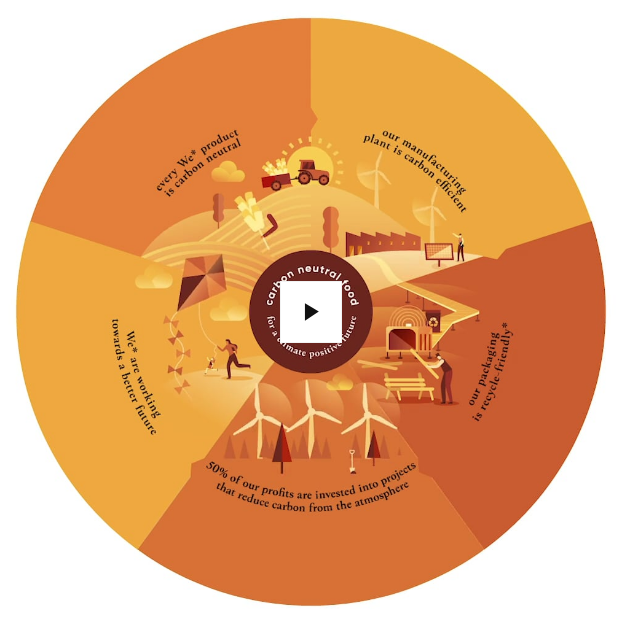 every We* product
is carbon neutral
our manufacturing
plant is carbon efficient
carbon neutral food
for a climate positive future
our packaging
is recycle-friendly*
We* are working
towards a better future
50% of our profits are invested into projects
that reduce carbon from the atmosphere